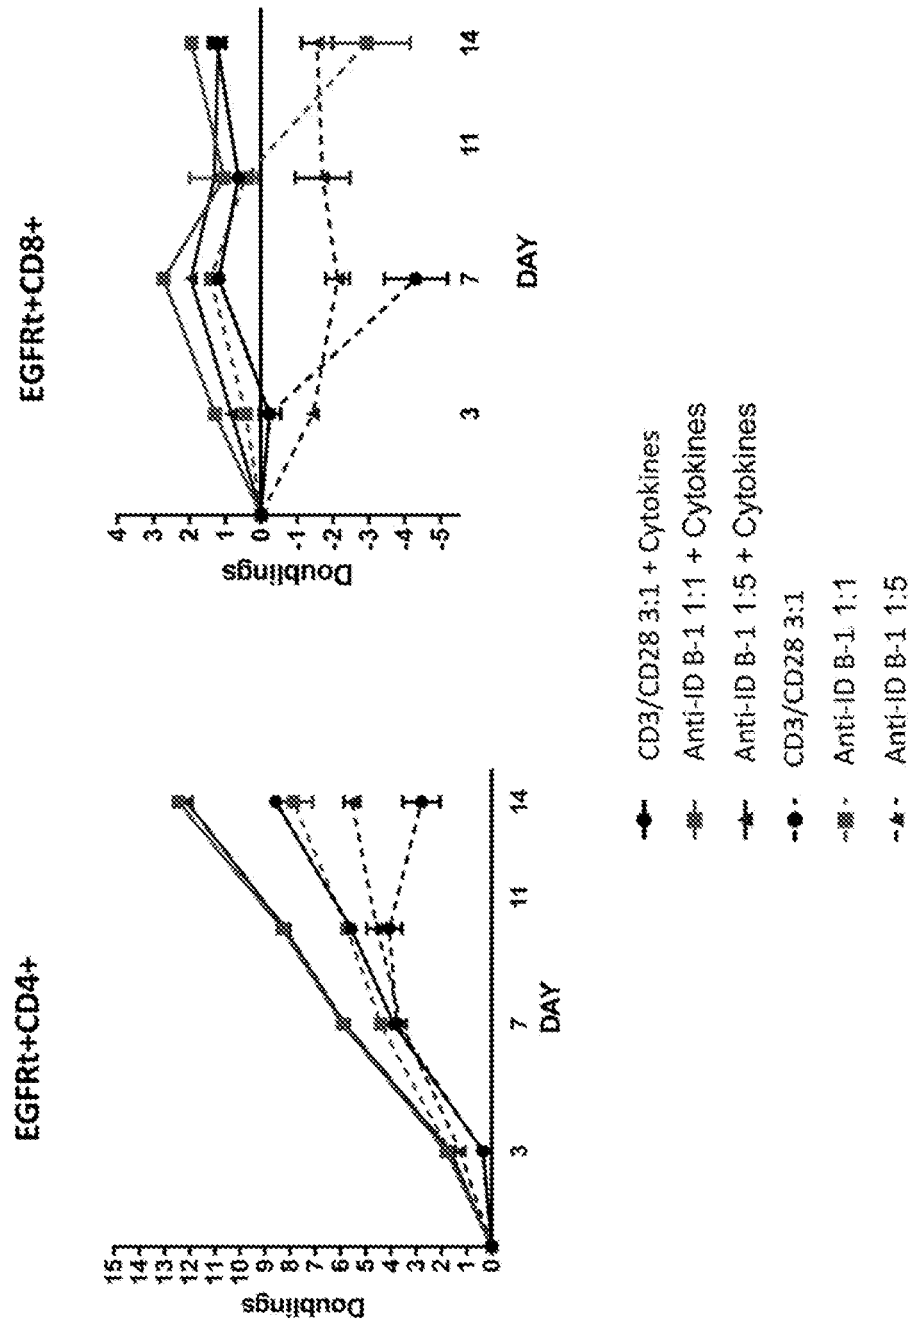 EGFRt+CD4+
15
14
13
12
11
10
9
8
7
6
5
4
3
2
1
0
Doublings
3
7
11
14
DAY
EGFRt+CD8+
4
3
2
1
0
-1
-2
-3
-4
-5
Doublings
3
7
11
14
DAY
CD3/CD28 3:1 + Cytokines
Anti-ID B-1 1:1 + Cytokines
Anti-ID B-1 1:5 + Cytokines
CD3/CD28 3:1
Anti-ID B-1 1:1
Anti-ID B-1 1:5